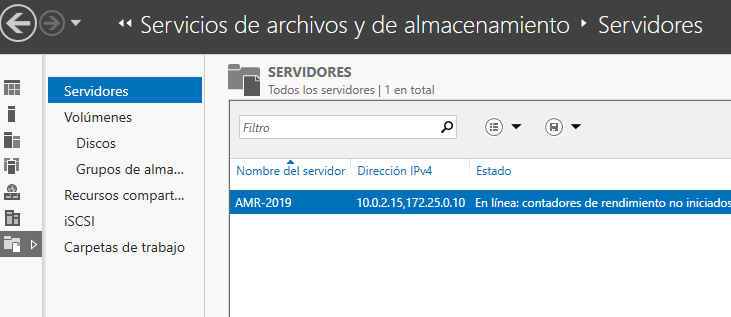 Servicios de archivos y de almacenamiento Servidores
Servidores
Volúmenes
Discos
Grupos de alma...
Recursos compart...
iSCSI
Carpetas de trabajo
SERVIDORES
Todos los servidores | 1 en total
Filtro
Nombre del servidor Dirección IPv4 Estado
AMR-2019 10.0.2.15,172.25.0.10 En línea: contadores de rendimiento no iniciados